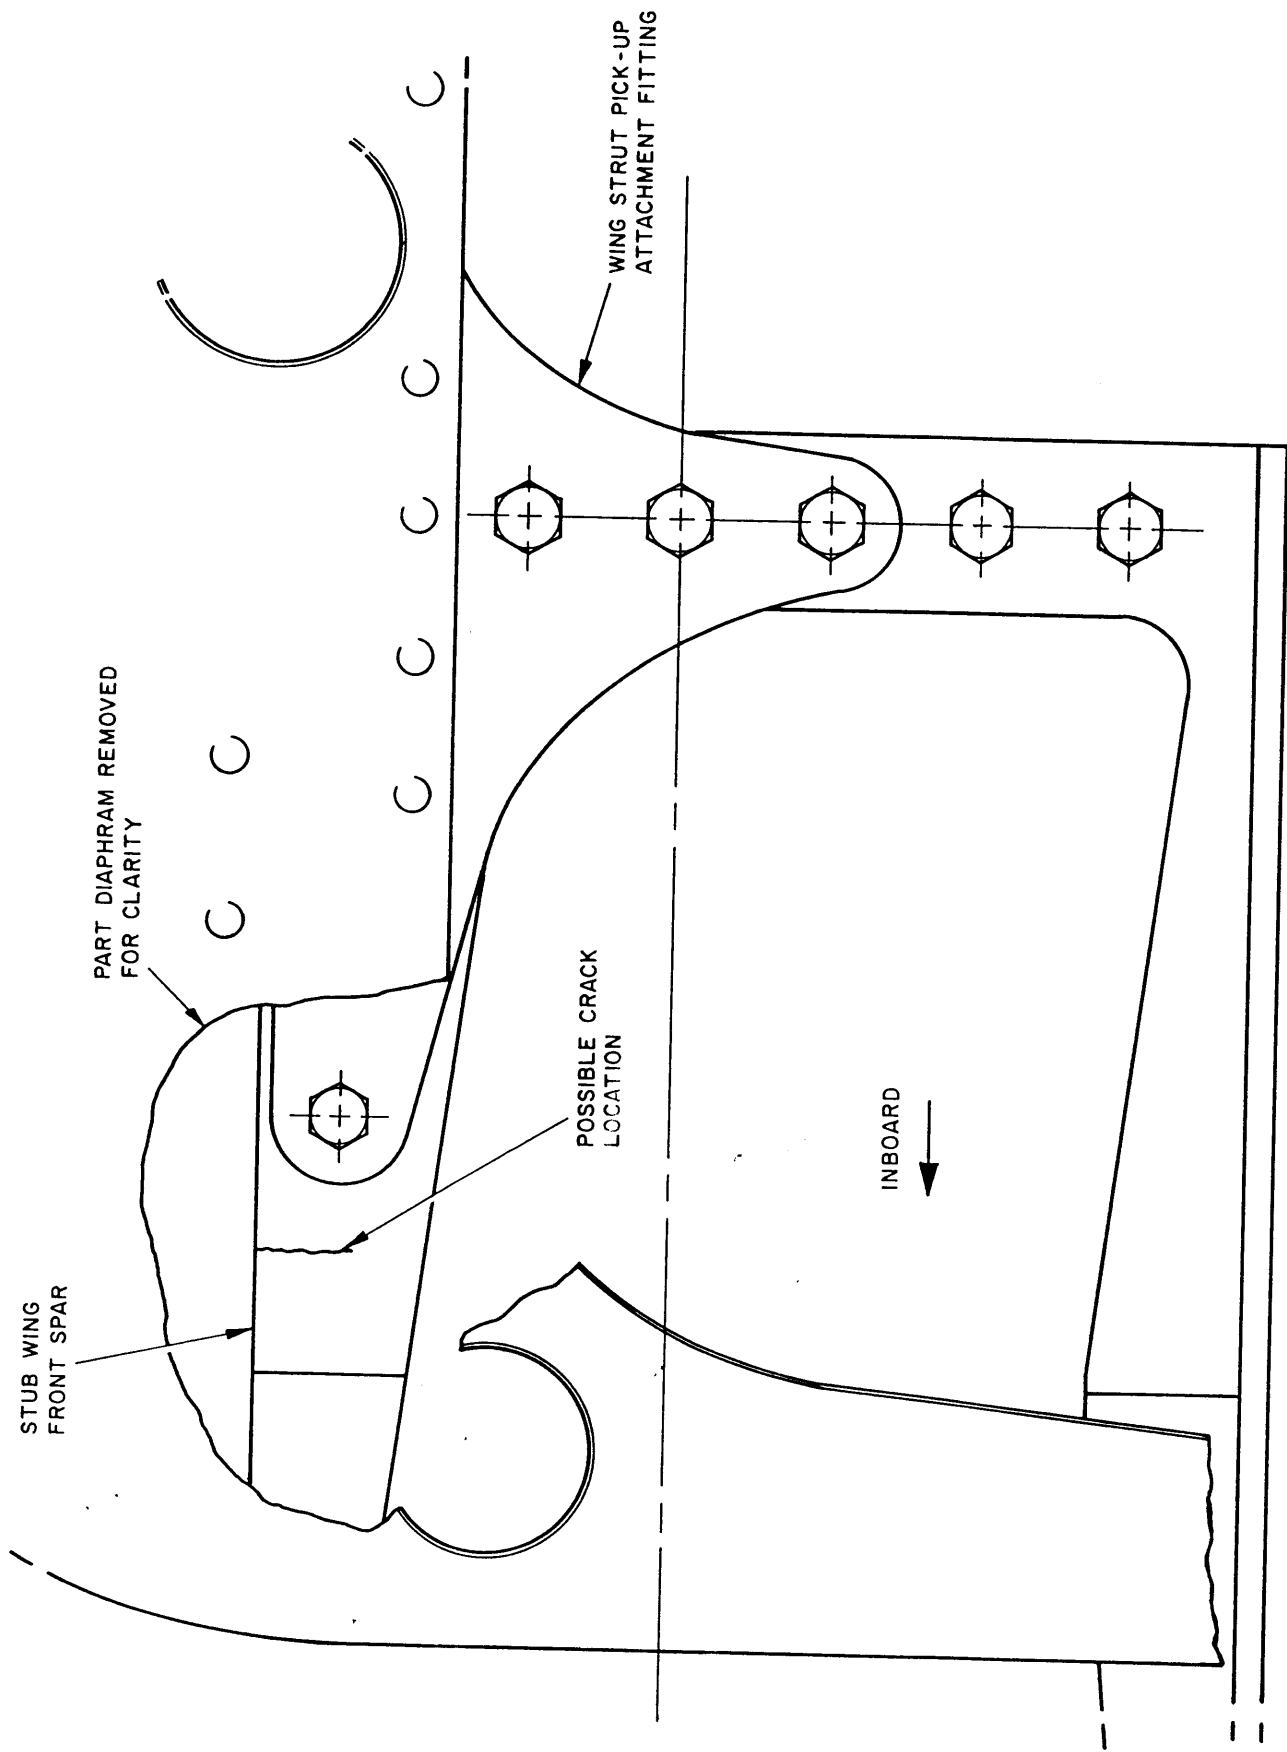 STUB WING
FRONT SPAR
PART DIAPHRAM REMOVED
FOR CLARITY
POSSIBLE CRACK
LOCATION
WING STRUT PICK-UP
ATTACHMENT FITTING
INBOARD